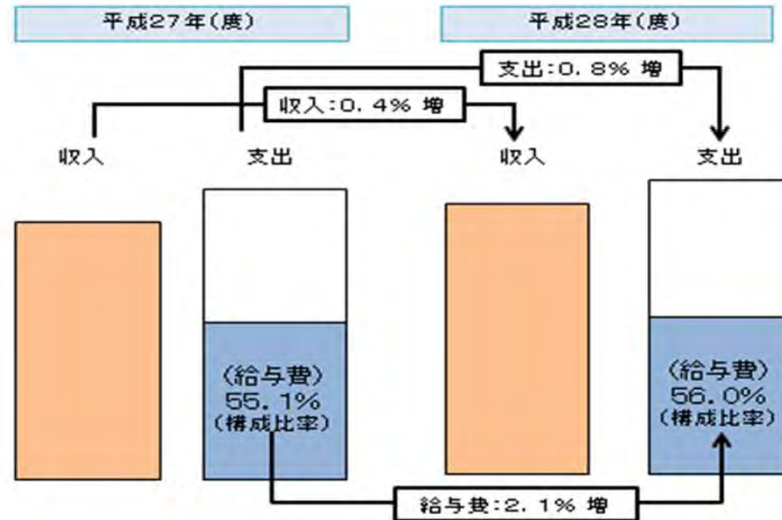 平成27年(度)
平成28年(度)
支出:0.8% 増
収入:0.4% 増
収入
支出
収入
支出
(給与費)
55.1%
(構成比率)
(給与費)
56.0%
(構成比率)
給与費:2.1% 増